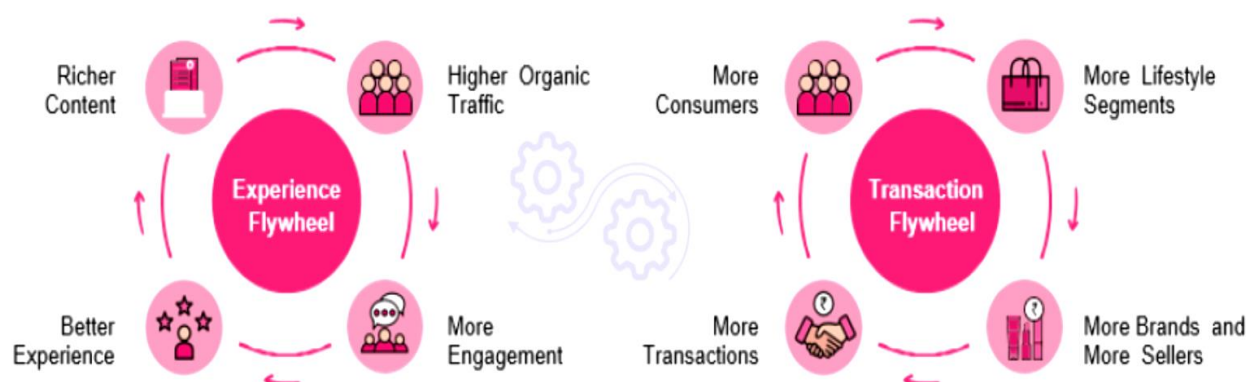 Richer
Content
Higher Organic
Traffic
Experience
Flywheel
Better
Experience
More
Engagement
More
Consumers
More Lifestyle
Segments
Transaction
Flywheel
₹
More
Transactions
₹
More Brands and
More Sellers